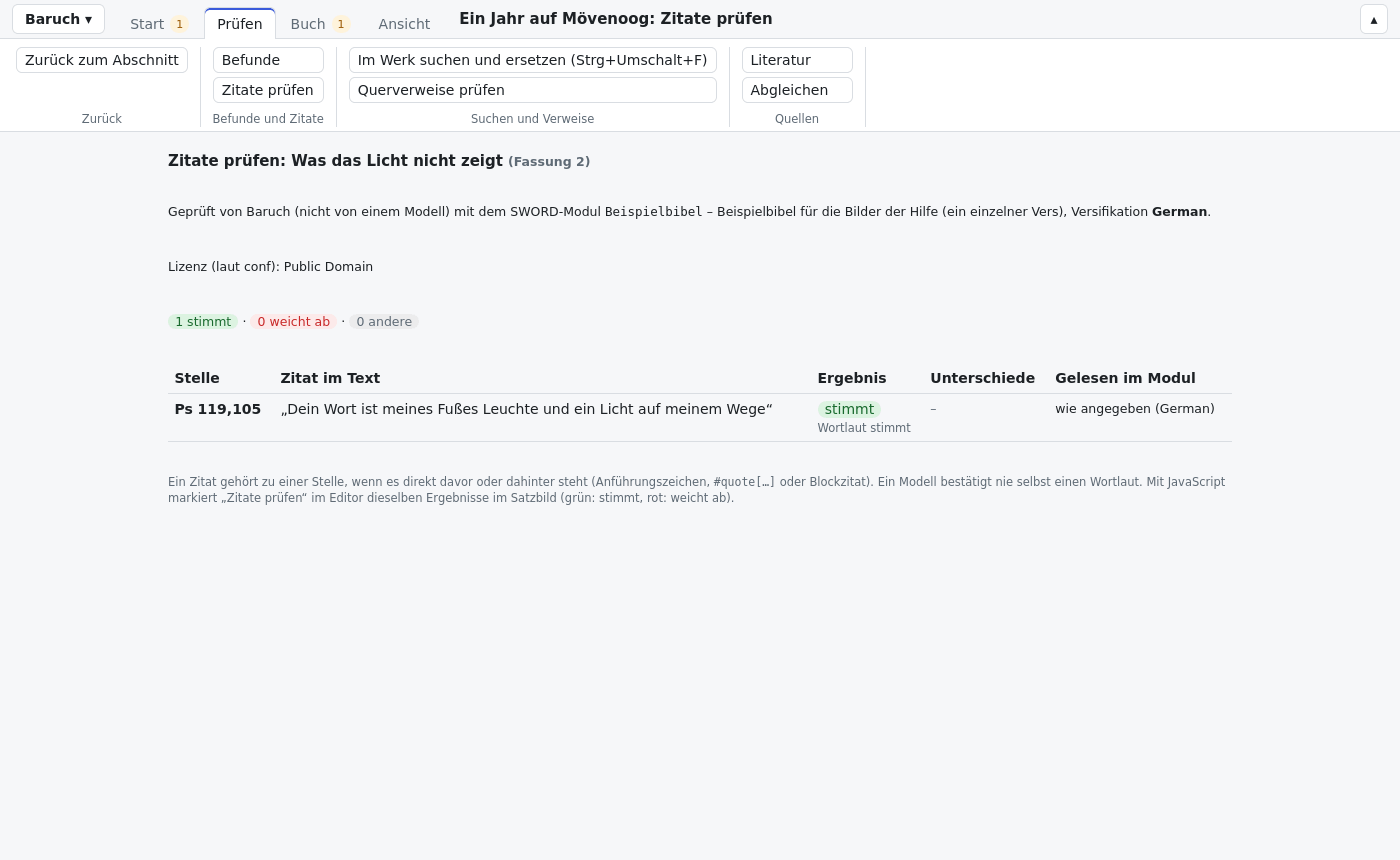 Baruch ▾
Start 1
Prüfen
Buch 1
Ansicht
Ein Jahr auf Mövenoog: Zitate prüfen
▴
Zurück zum Abschnitt
Zurück
Befunde
Zitate prüfen
Befunde und Zitate
Im Werk suchen und ersetzen (Strg+Umschalt+F)
Querverweise prüfen
Suchen und Verweise
Literatur
Abgleichen
Quellen
Zitate prüfen: Was das Licht nicht zeigt (Fassung 2)
Geprüft von Baruch (nicht von einem Modell) mit dem SWORD-Modul Beispielbibel – Beispielbibel für die Bilder der Hilfe (ein einzelner Vers), Versifikation German.
Lizenz (laut conf): Public Domain
1 stimmt · 0 weicht ab · 0 andere
Stelle Zitat im Text Ergebnis Unterschiede Gelesen im Modul
Ps 119,105 „Dein Wort ist meines Fußes Leuchte und ein Licht auf meinem Wege“ stimmt – wie angegeben (German)
Wortlaut stimmt
Ein Zitat gehört zu einer Stelle, wenn es direkt davor oder dahinter steht (Anführungszeichen, #quote[…] oder Blockzitat). Ein Modell bestätigt nie selbst einen Wortlaut. Mit JavaScript
markiert „Zitate prüfen“ im Editor dieselben Ergebnisse im Satzbild (grün: stimmt, rot: weicht ab).